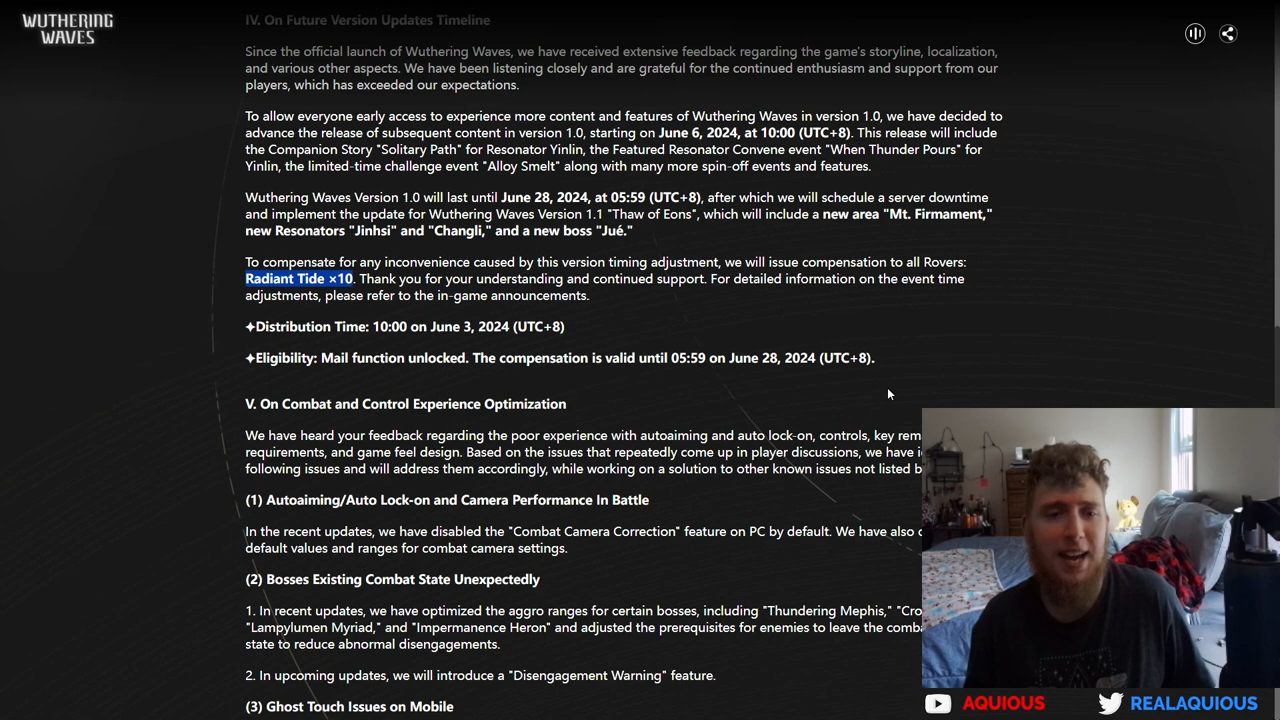 WUTHERING
WAVES
IV. On Future Version Updates Timeline
Since the official launch of Wuthering Waves, we have received extensive feedback regarding the game's storyline, localization,
and various other aspects. We have been listening closely and are grateful for the continued enthusiasm and support from our
players, which has exceeded our expectations.
To allow everyone early access to experience more content and features of Wuthering Waves in version 1.0, we have decided to
advance the release of subsequent content in version 1.0, starting on June 6, 2024, at 10:00 (UTC+8). This release will include
the Companion Story "Solitary Path" for Resonator Yinlin, the Featured Resonator Convene event "When Thunder Pours" for
Yinlin, the limited-time challenge event "Alloy Smelt" along with many more spin-off events and features.
Wuthering Waves Version 1.0 will last until June 28, 2024, at 05:59 (UTC+8), after which we will schedule a server downtime
and implement the update for Wuthering Waves Version 1.1 "Thaw of Eons", which will include a new area "Mt. Firmament,"
new Resonators "Jinhsi" and "Changli," and a new boss "Jué."
To compensate for any inconvenience caused by this version timing adjustment, we will issue compensation to all Rovers:
Radiant Tide ×10. Thank you for your understanding and continued support. For detailed information on the event time
adjustments, please refer to the in-game announcements.
✦Distribution Time: 10:00 on June 3, 2024 (UTC+8)
✦Eligibility: Mail function unlocked. The compensation is valid until 05:59 on June 28, 2024 (UTC+8).
V. On Combat and Control Experience Optimization
We have heard your feedback regarding the poor experience with autoaiming and auto lock-on, controls, key rem
requirements, and game feel design. Based on the issues that repeatedly come up in player discussions, we have i
following issues and will address them accordingly, while working on a solution to other known issues not listed b
(1) Autoaiming/Auto Lock-on and Camera Performance In Battle
In the recent updates, we have disabled the "Combat Camera Correction" feature on PC by default. We have also c
default values and ranges for combat camera settings.
(2) Bosses Existing Combat State Unexpectedly
1. In recent updates, we have optimized the aggro ranges for certain bosses, including "Thundering Mephis," "Cro
"Lampylumen Myriad," and "Impermanence Heron" and adjusted the prerequisites for enemies to leave the comba
state to reduce abnormal disengagements.
2. In upcoming updates, we will introduce a "Disengagement Warning" feature.
(3) Ghost Touch Issues on Mobile
AQUIOUS
REALAQUIOUS